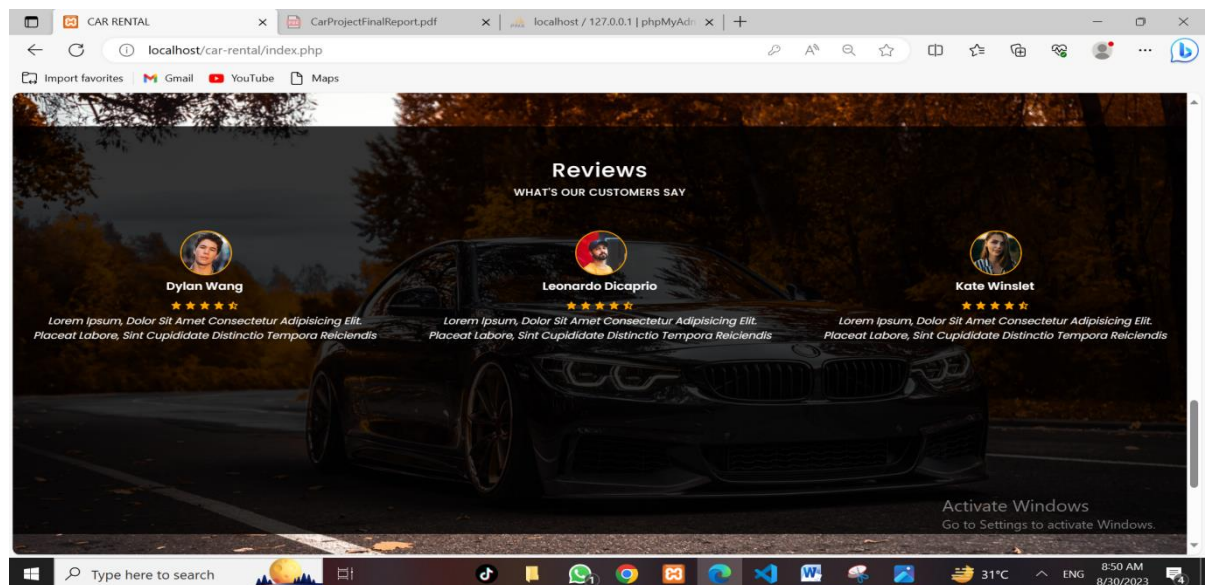 CAR RENTAL
CarProjectFinalReport.pdf
localhost / 127.0.0.1 | phpMyAdn
localhost/car-rental/index.php
Import favorites
Gmail
YouTube
Maps
Reviews
WHAT'S OUR CUSTOMERS SAY
Dylan Wang
Lorem Ipsum, Dolor Sit Amet Consectetur Adipisicing Elit.
Placeat Labore, Sint Cupididate Distinctio Tempora Reiciendis
Leonardo Dicaprio
Lorem Ipsum, Dolor Sit Amet Consectetur Adipisicing Elit.
Placeat Labore, Sint Cupididate Distinctio Tempora Reiciendis
Kate Winslet
Lorem Ipsum, Dolor Sit Amet Consectetur Adipisicing Elit.
Placeat Labore, Sint Cupididate Distinctio Tempora Reiciendis
Activate Windows
Go to Settings to activate Windows.
Type here to search
31°C
ENG
8:50 AM
8/30/2023